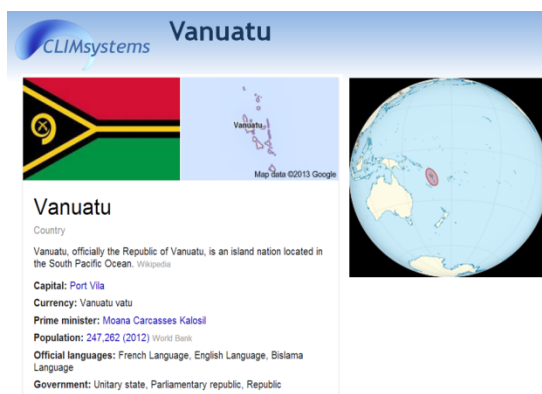 CLIMsystems
Vanuatu
Vanuatu
Map data ©2013 Google
Vanuatu
Country
Vanuatu, officially the Republic of Vanuatu, is an island nation located in
the South Pacific Ocean. Wikipedia
Capital: Port Vila
Currency: Vanuatu vatu
Prime minister: Moana Carcasses Kalosil
Population: 247,262 (2012) World Bank
Official languages: French Language, English Language, Bislama
Language
Government: Unitary state, Parliamentary republic, Republic